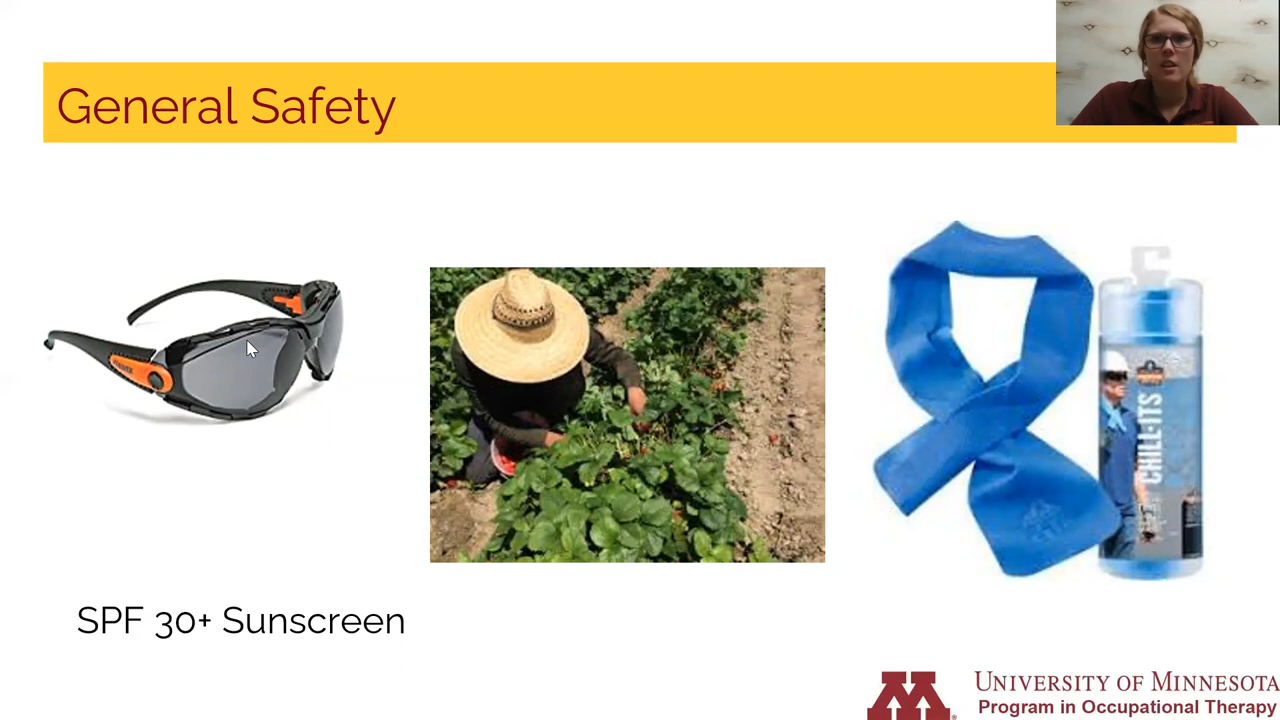 General Safety
CHILL-ITS
SPF 30+ Sunscreen
M
UNIVERSITY OF MINNESOTA
Program in Occupational Therapy